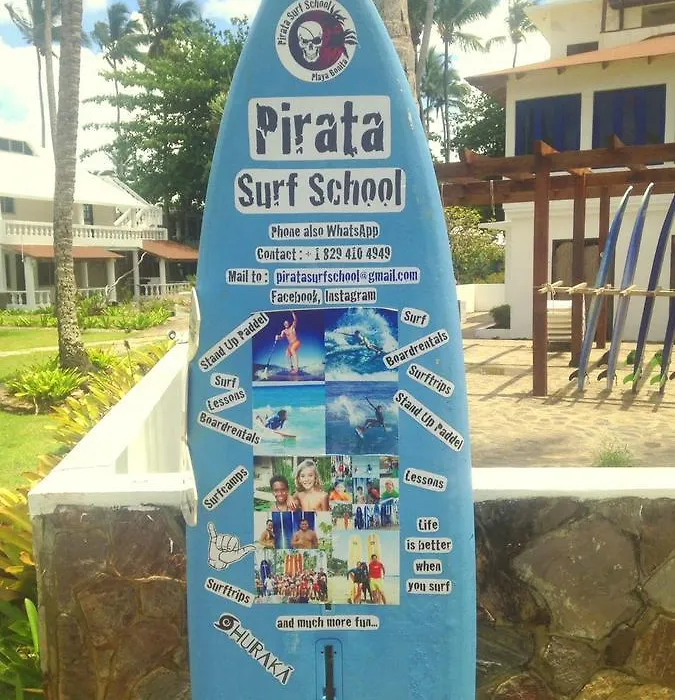 Pirata Surf School
Playa Bonita
Pirata
Surf School
Phone also WhatsApp
Contact : + 1 829 410 4949
Mail to : piratasurfschool@gmail.com
Facebook, Instagram
Stand Up Paddel
Surf
Lessons
Boardrentals
Surfcamps
Surftrips
Surf
Boardrentals
Surftrips
Stand Up Paddel
Lessons
Life
is better
when
you surf
and much more fun...
HURAKÁ